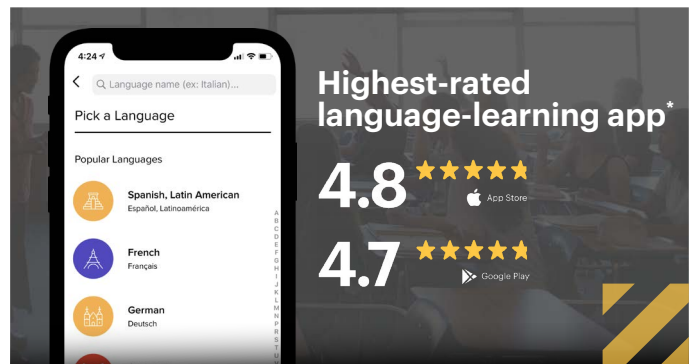 4:24
Language name (ex: Italian)...
Pick a Language
Popular Languages
Spanish, Latin American
Español, Latinoamérica
French
Français
German
Deutsch
A
B
C
D
E
F
G
H
I
J
K
L
M
N
P
R
S
T
U
Highest-rated
language-learning app*
4.8
App Store
4.7
Google Play